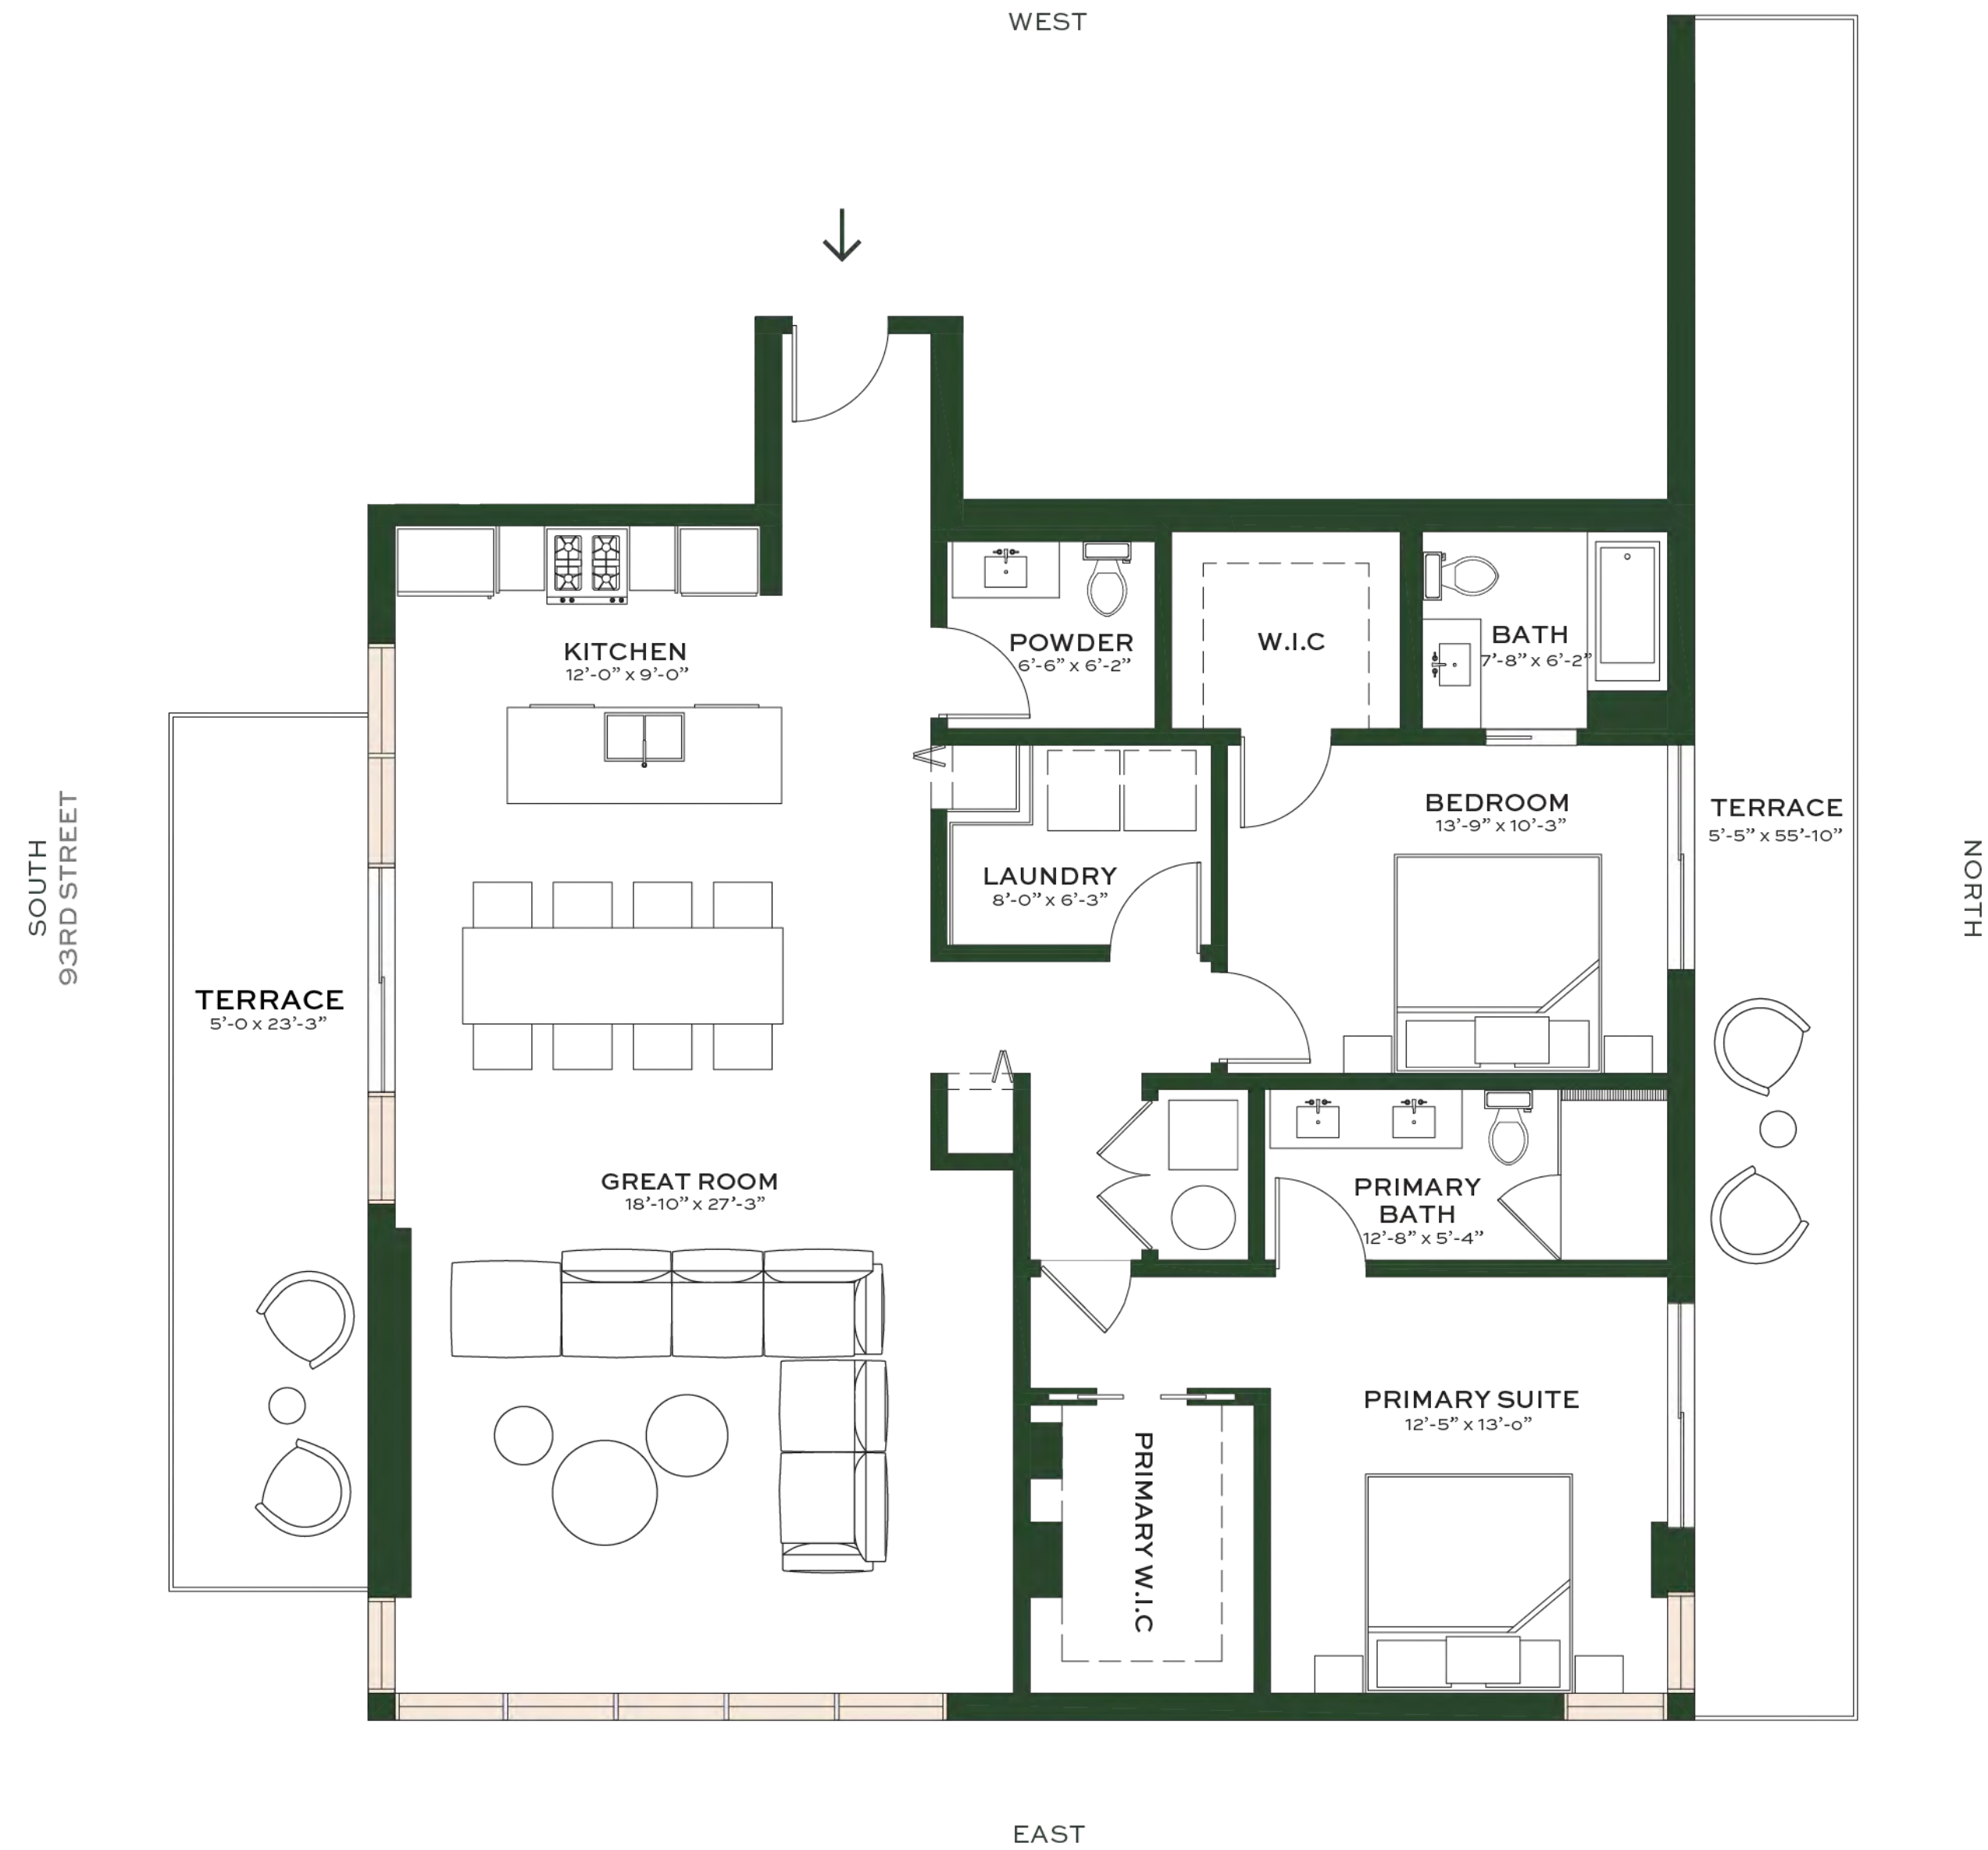 WEST
KITCHEN
12'-0" x 9'-0"
POWDER
6'-6" x 6'-2"
W.I.C
BATH
7'-8" x 6'-2"
SOUTH
93RD STREET
TERRACE
5'-0 x 23'-3"
LAUNDRY
8'-0" x 6'-3"
BEDROOM
13'-9" x 10'-3"
TERRACE
5'-5" x 55'-10"
NORTH
GREAT ROOM
18'-10" x 27'-3"
PRIMARY
BATH
12'-8" x 5'-4"
PRIMARY W.I.C
PRIMARY SUITE
12'-5" x 13'-0"
EAST